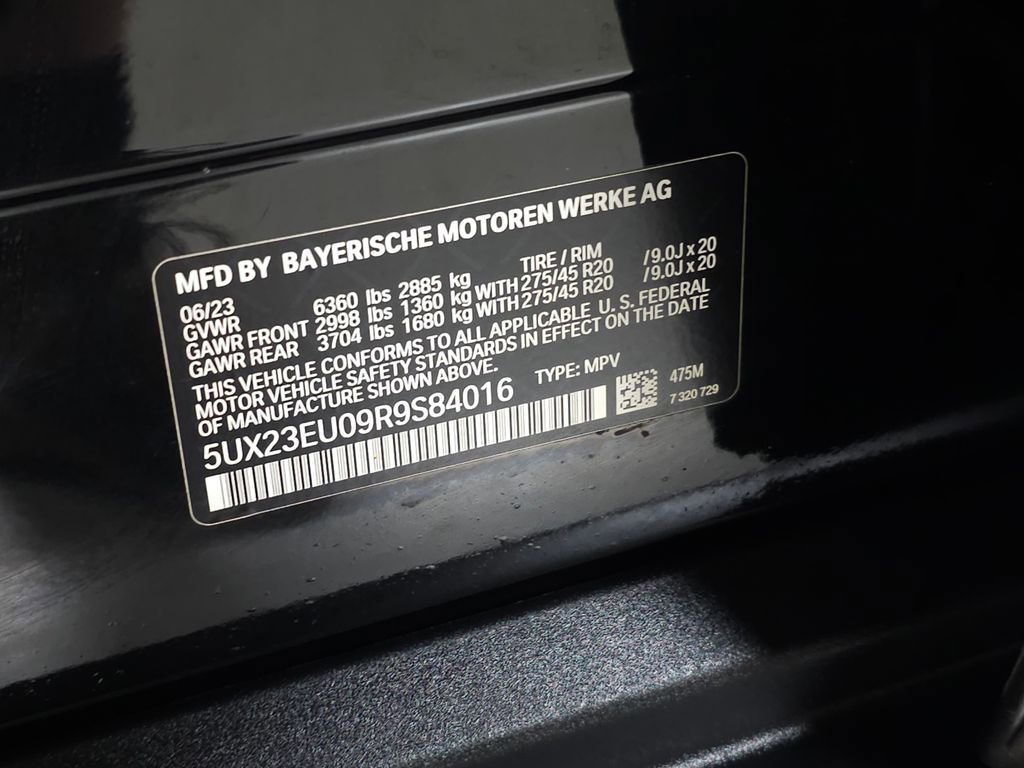 MFD BY BAYERISCHE MOTOREN WERKE AG
06/23 TIRE / RIM
GVWR 6360 lbs 2885 kg
GAWR FRONT 2998 lbs 1360 kg WITH 275/45 R20 /9.0J x 20
GAWR REAR 3704 lbs 1680 kg WITH 275/45 R20 /9.0J x 20
THIS VEHICLE CONFORMS TO ALL APPLICABLE U. S. FEDERAL
MOTOR VEHICLE SAFETY STANDARDS IN EFFECT ON THE DATE
OF MANUFACTURE SHOWN ABOVE.
5UX23EU09R9S84016 TYPE: MPV
475M
7 320 729